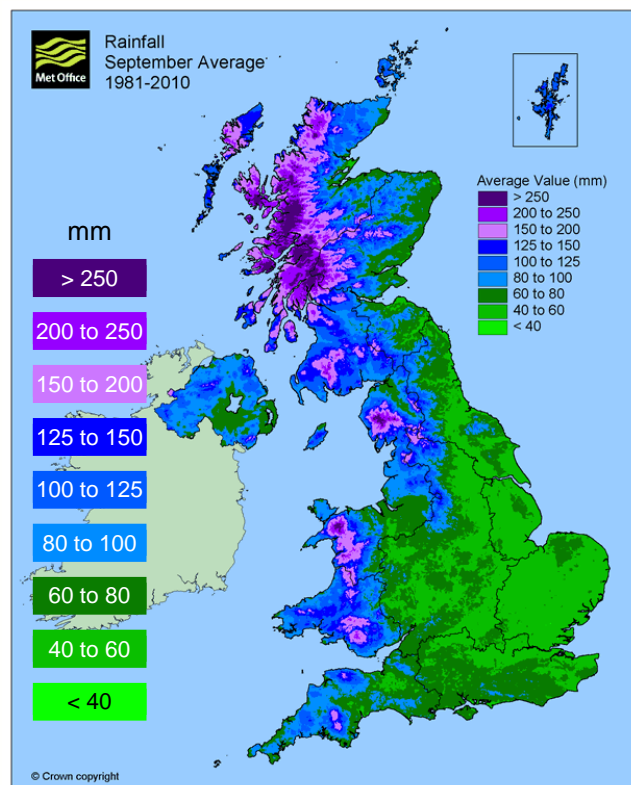 Met Office
Rainfall
September Average
1981-2010
mm
> 250
200 to 250
150 to 200
125 to 150
100 to 125
80 to 100
60 to 80
40 to 60
< 40
Average Value (mm)
> 250
200 to 250
150 to 200
125 to 150
100 to 125
80 to 100
60 to 80
40 to 60
< 40
© Crown copyright